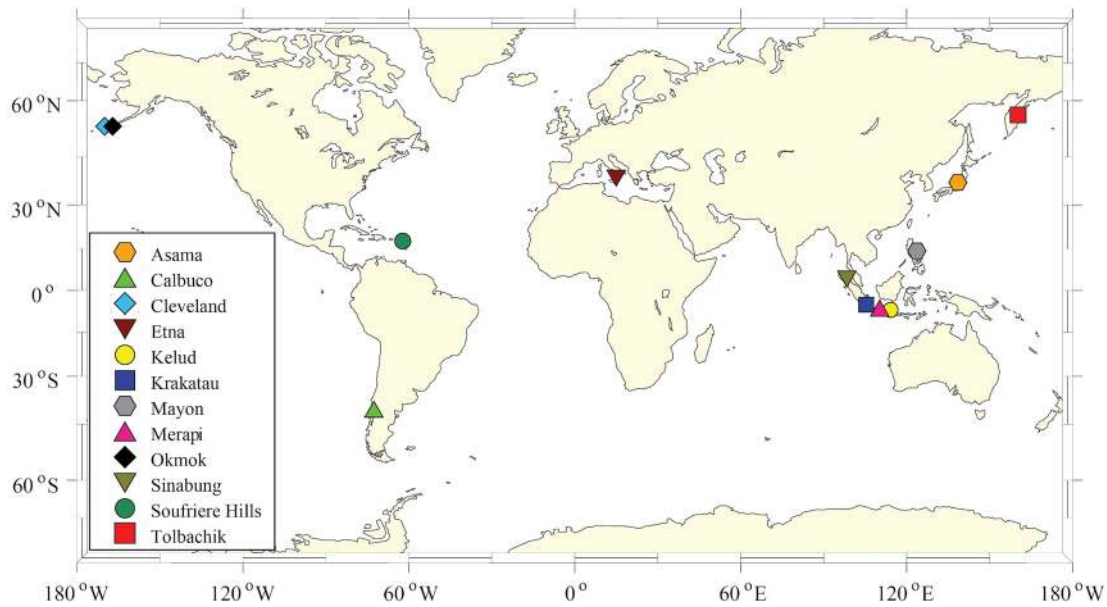 60 °N
30 °N
0 °
30 °S
60 °S
Asama
Calbuco
Cleveland
Etna
Kelud
Krakatau
Mayon
Merapi
Okmok
Sinabung
Soufriere Hills
Tolbachik
180 °W 120 °W 60 °W 0 ° 60 °E 120 °E 180 °W